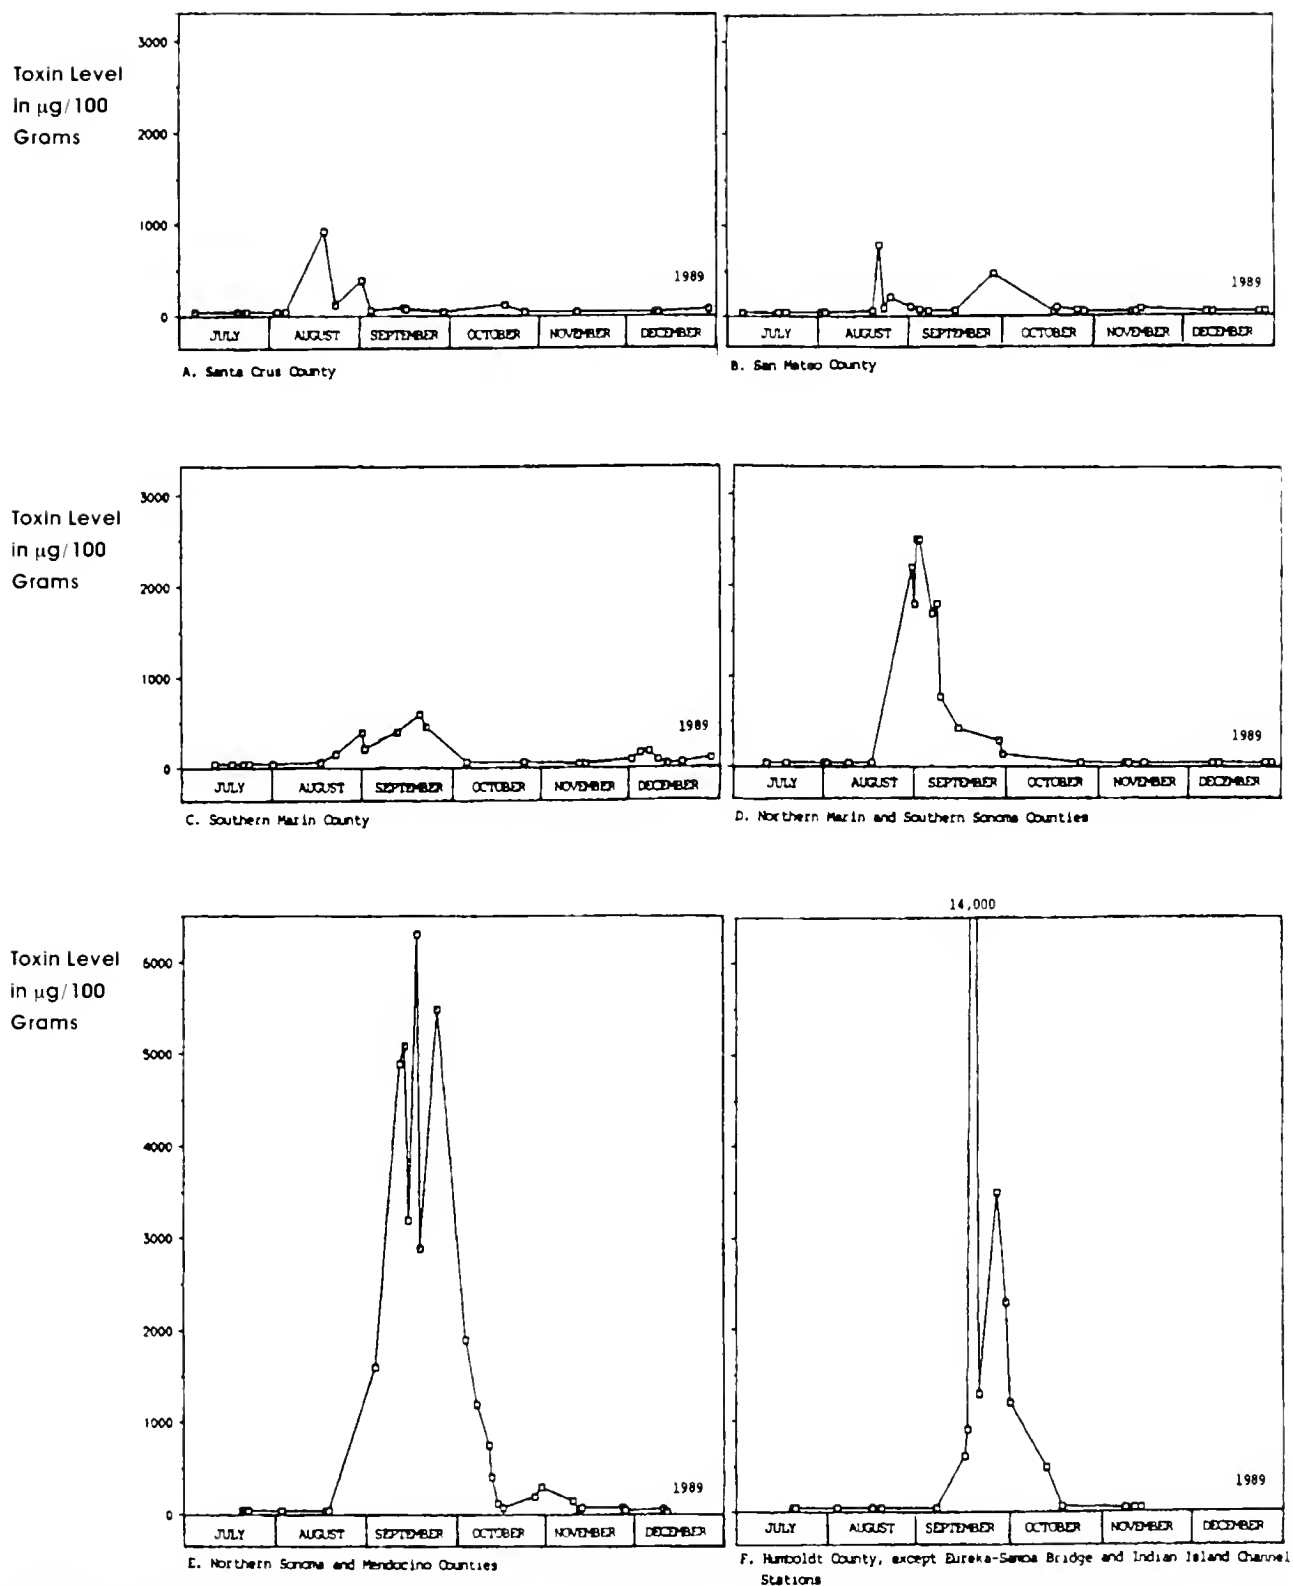 3000
Toxin Level
in µg/100
Grams
2000
1000
0
1989
JULY AUGUST SEPTEMBER OCTOBER NOVEMBER DECEMBER
A. Santa Crus County
1989
JULY AUGUST SEPTEMBER OCTOBER NOVEMBER DECEMBER
B. San Mateo County
Toxin Level
in µg/100
Grams
3000
2000
1000
0
1989
JULY AUGUST SEPTEMBER OCTOBER NOVEMBER DECEMBER
C. Southern Marin County
1989
JULY AUGUST SEPTEMBER OCTOBER NOVEMBER DECEMBER
D. Northern Marin and Southern Sonoma Counties
Toxin Level
in µg/100
Grams
6000
5000
4000
3000
2000
1000
0
1989
JULY AUGUST SEPTEMBER OCTOBER NOVEMBER DECEMBER
E. Northern Sonoma and Mendocino Counties
14,000
1989
JULY AUGUST SEPTEMBER OCTOBER NOVEMBER DECEMBER
F. Humboldt County, except Eureka-Samoa Bridge and Indian Island Channel
Stations